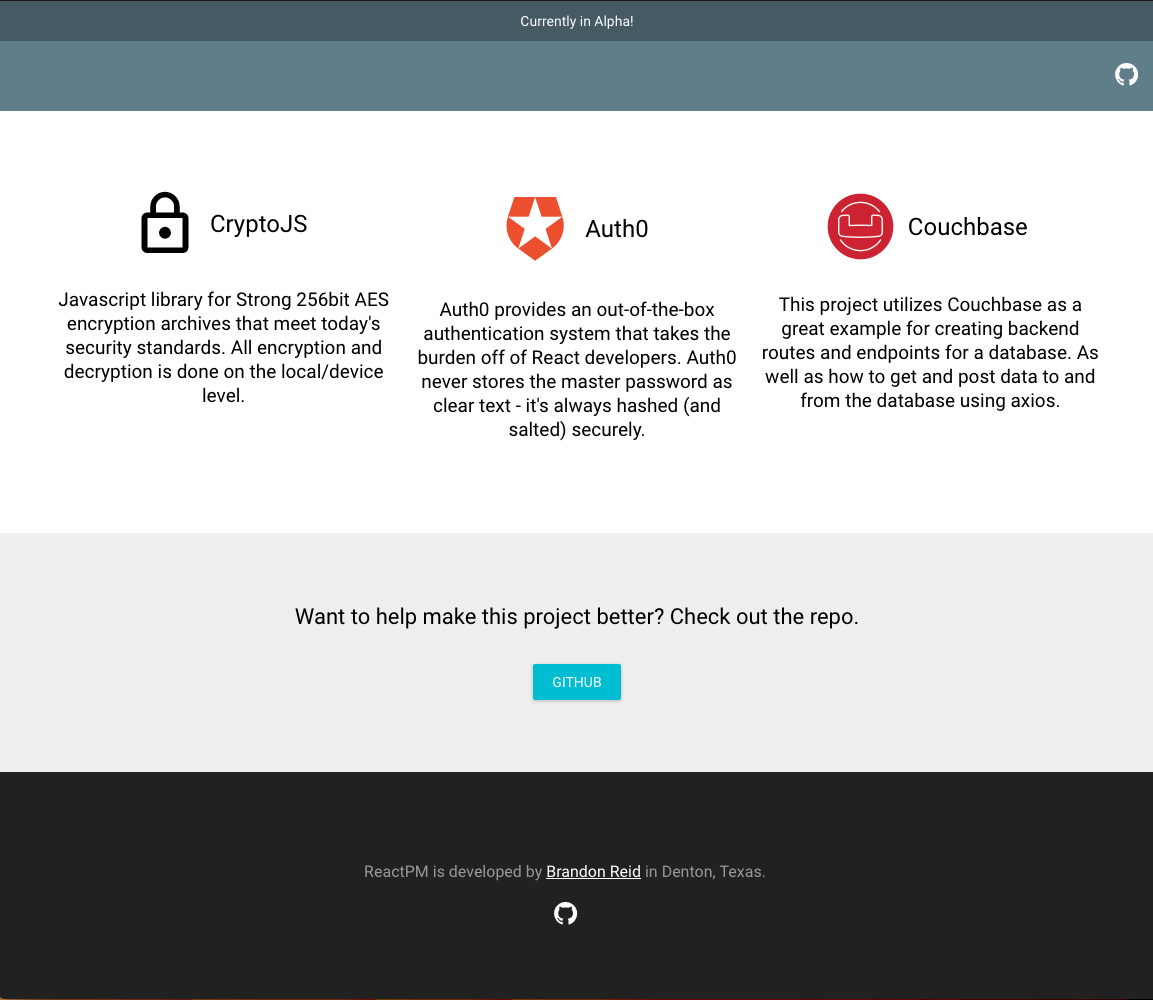 Currently in Alpha!
CryptoJS
Javascript library for Strong 256bit AES
encryption archives that meet today's
security standards. All encryption and
decryption is done on the local/device
level.
Auth0
Auth0 provides an out-of-the-box
authentication system that takes the
burden off of React developers. Auth0
never stores the master password as
clear text - it's always hashed (and
salted) securely.
Couchbase
This project utilizes Couchbase as a
great example for creating backend
routes and endpoints for a database. As
well as how to get and post data to and
from the database using axios.
Want to help make this project better? Check out the repo.
GITHUB
ReactPM is developed by Brandon Reid in Denton, Texas.